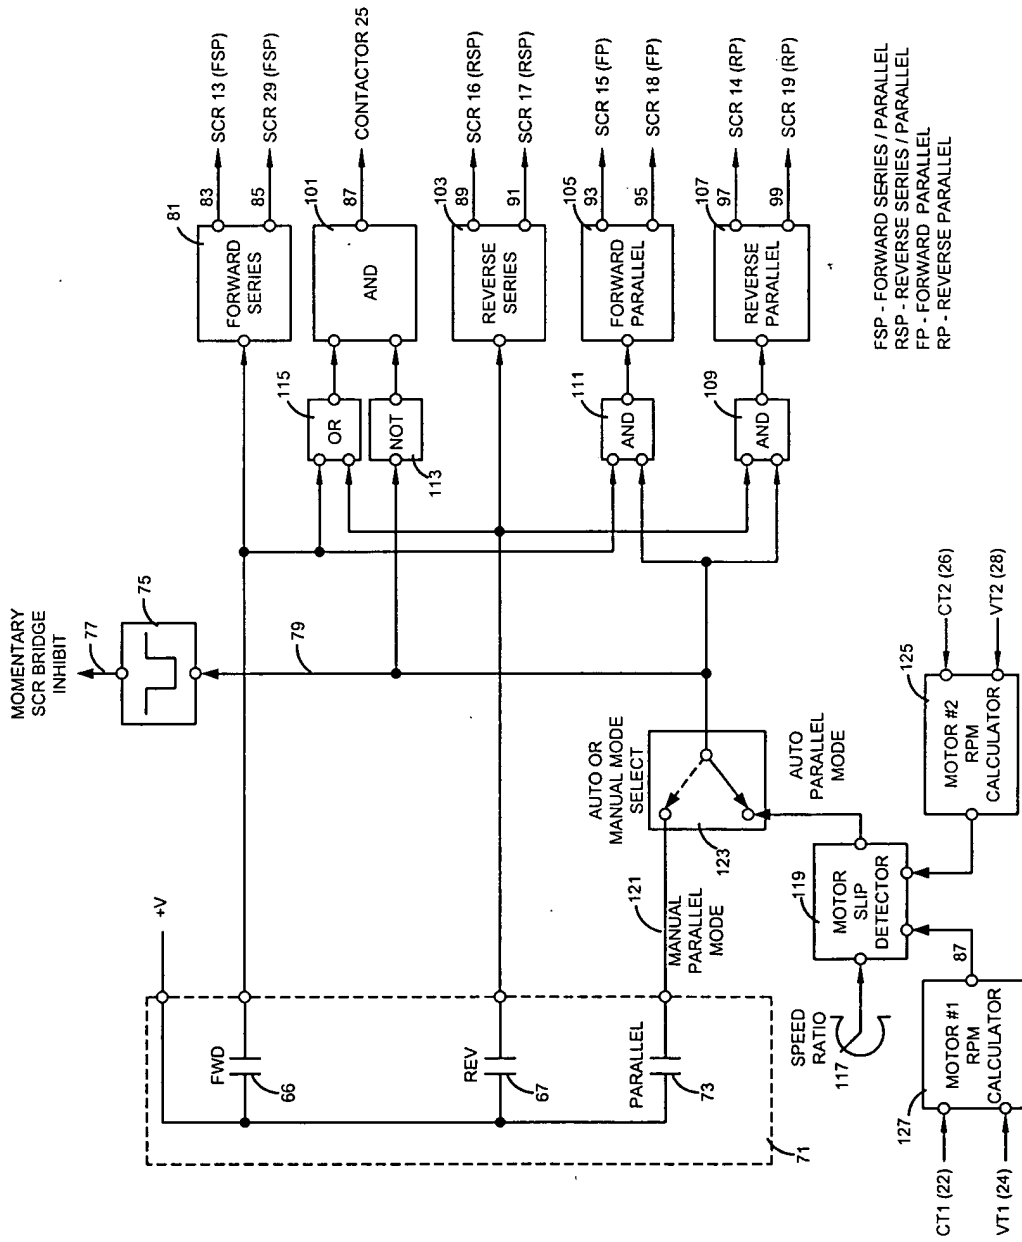 MOMENTARY
SCR BRIDGE
INHIBIT
77
75
79
+V
FWD
66
REV
67
PARALLEL
73
71
121
MANUAL
PARALLEL
MODE
AUTO OR
MANUAL MODE
SELECT
123
AUTO
PARALLEL
MODE
SPEED
RATIO
117
119
MOTOR
SLIP
DETECTOR
87
MOTOR #1
RPM
CALCULATOR
127
CT1 (22)
VT1 (24)
125
MOTOR #2
RPM
CALCULATOR
CT2 (26)
VT2 (28)
81
FORWARD
SERIES
83
SCR 13 (FSP)
85
SCR 29 (FSP)
115
OR
NOT
113
101
AND
87
CONTACTOR 25
103
REVERSE
SERIES
89
SCR 16 (RSP)
91
SCR 17 (RSP)
111
AND
105
FORWARD
PARALLEL
93
SCR 15 (FP)
95
SCR 18 (FP)
109
AND
107
REVERSE
PARALLEL
97
SCR 14 (RP)
99
SCR 19 (RP)
FSP - FORWARD SERIES / PARALLEL
RSP - REVERSE SERIES / PARALLEL
FP - FORWARD PARALLEL
RP - REVERSE PARALLEL